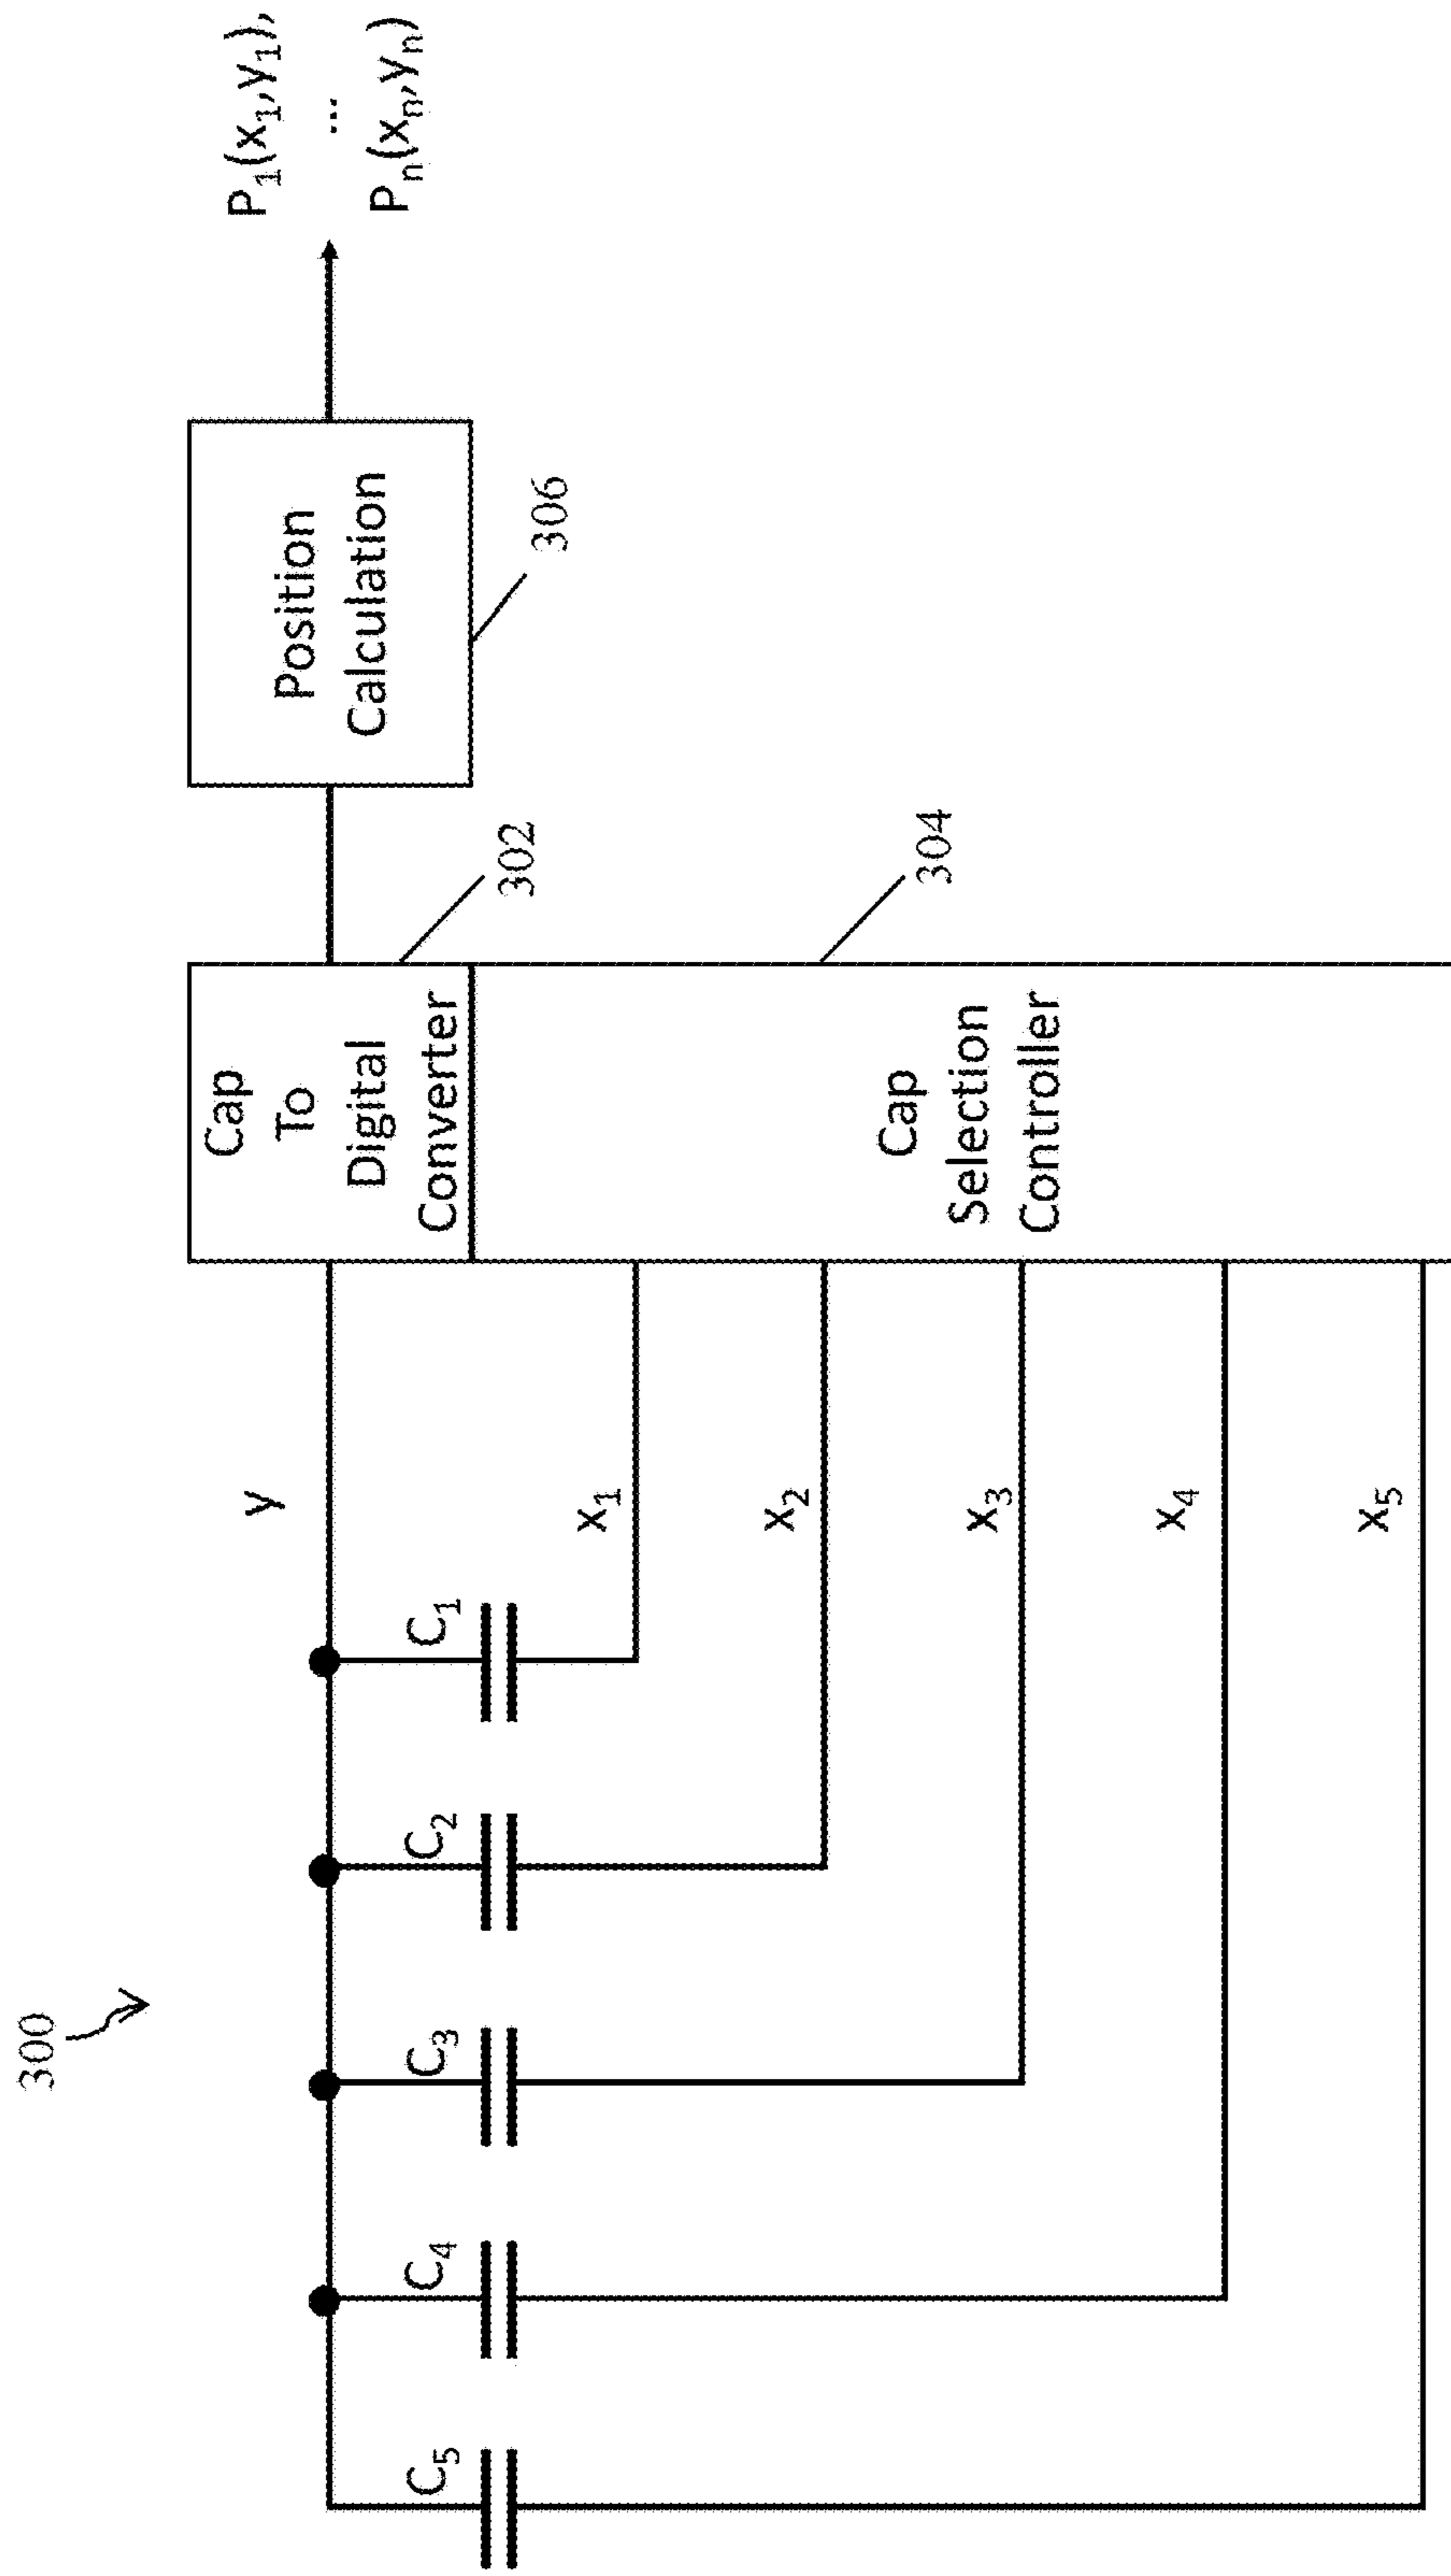 300
C₅
C₄
C₃
C₂
C₁
y
x₁
x₂
x₃
x₄
x₅
Cap
To
Digital
Converter
302
Cap
Selection
Controller
304
Position
Calculation
306
P₁(x₁,y₁),
...
Pₙ(xₙ,yₙ)